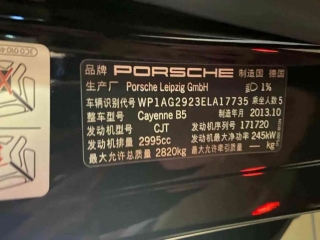 品牌 PORSCHE 制造国 德国
生产厂 Porsche Leipzig GmbH 1%
车辆识别代号 WP1AG2923ELA17735 乘坐人数 5
整车型号 Cayenne B5 制造年月 2013.10
发动机型号 CJT 发动机序列号 171720
发动机排量 2995cc 发动机最大净功率 245kW
最大允许总质量 2820kg 最大允许牵引质量 — kg